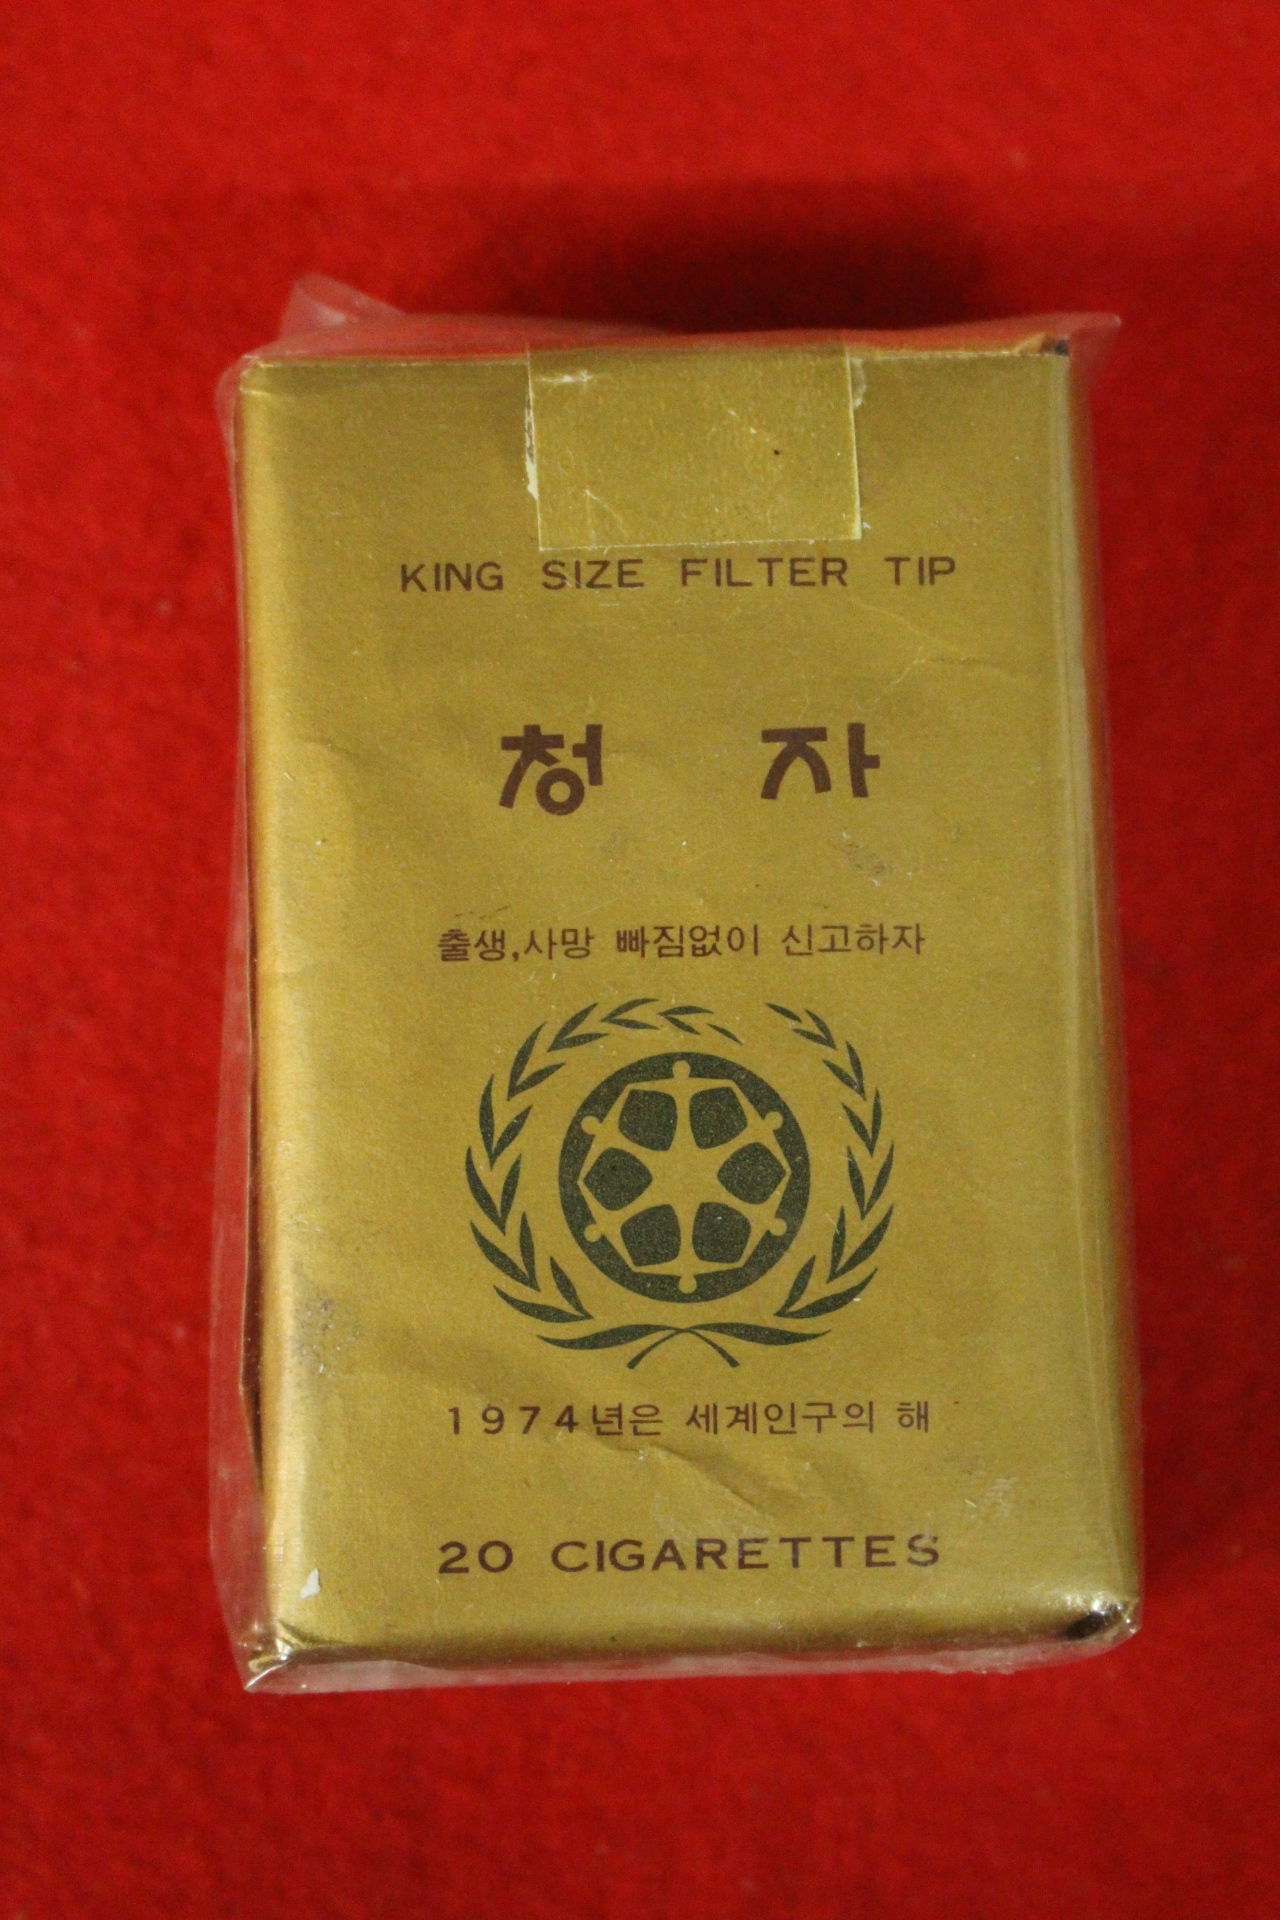 KING SIZE FILTER TIP
청 자
출생,사망 빠짐없이 신고하자
1974년은 세계인구의 해
20 CIGARETTES